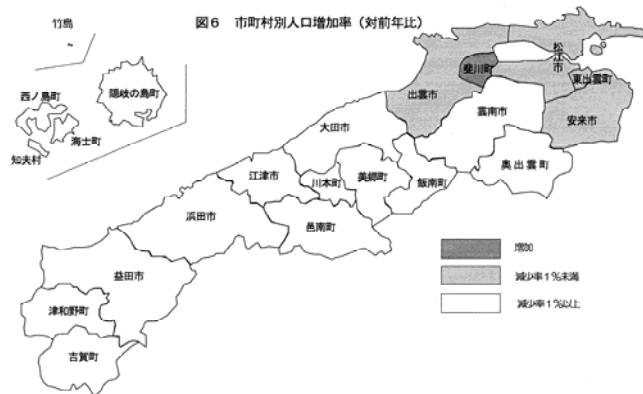 図６ 市町村別人口増加率（対前年比）
竹島
隠岐の島町
西ノ島町
海士町
知夫村
松江市
斐川町
東出雲町
出雲市
安来市
雲南市
大田市
奥出雲町
飯南町
美郷町
川本町
江津市
邑南町
浜田市
益田市
津和野町
吉賀町
増加
減少率１％未満
減少率１％以上